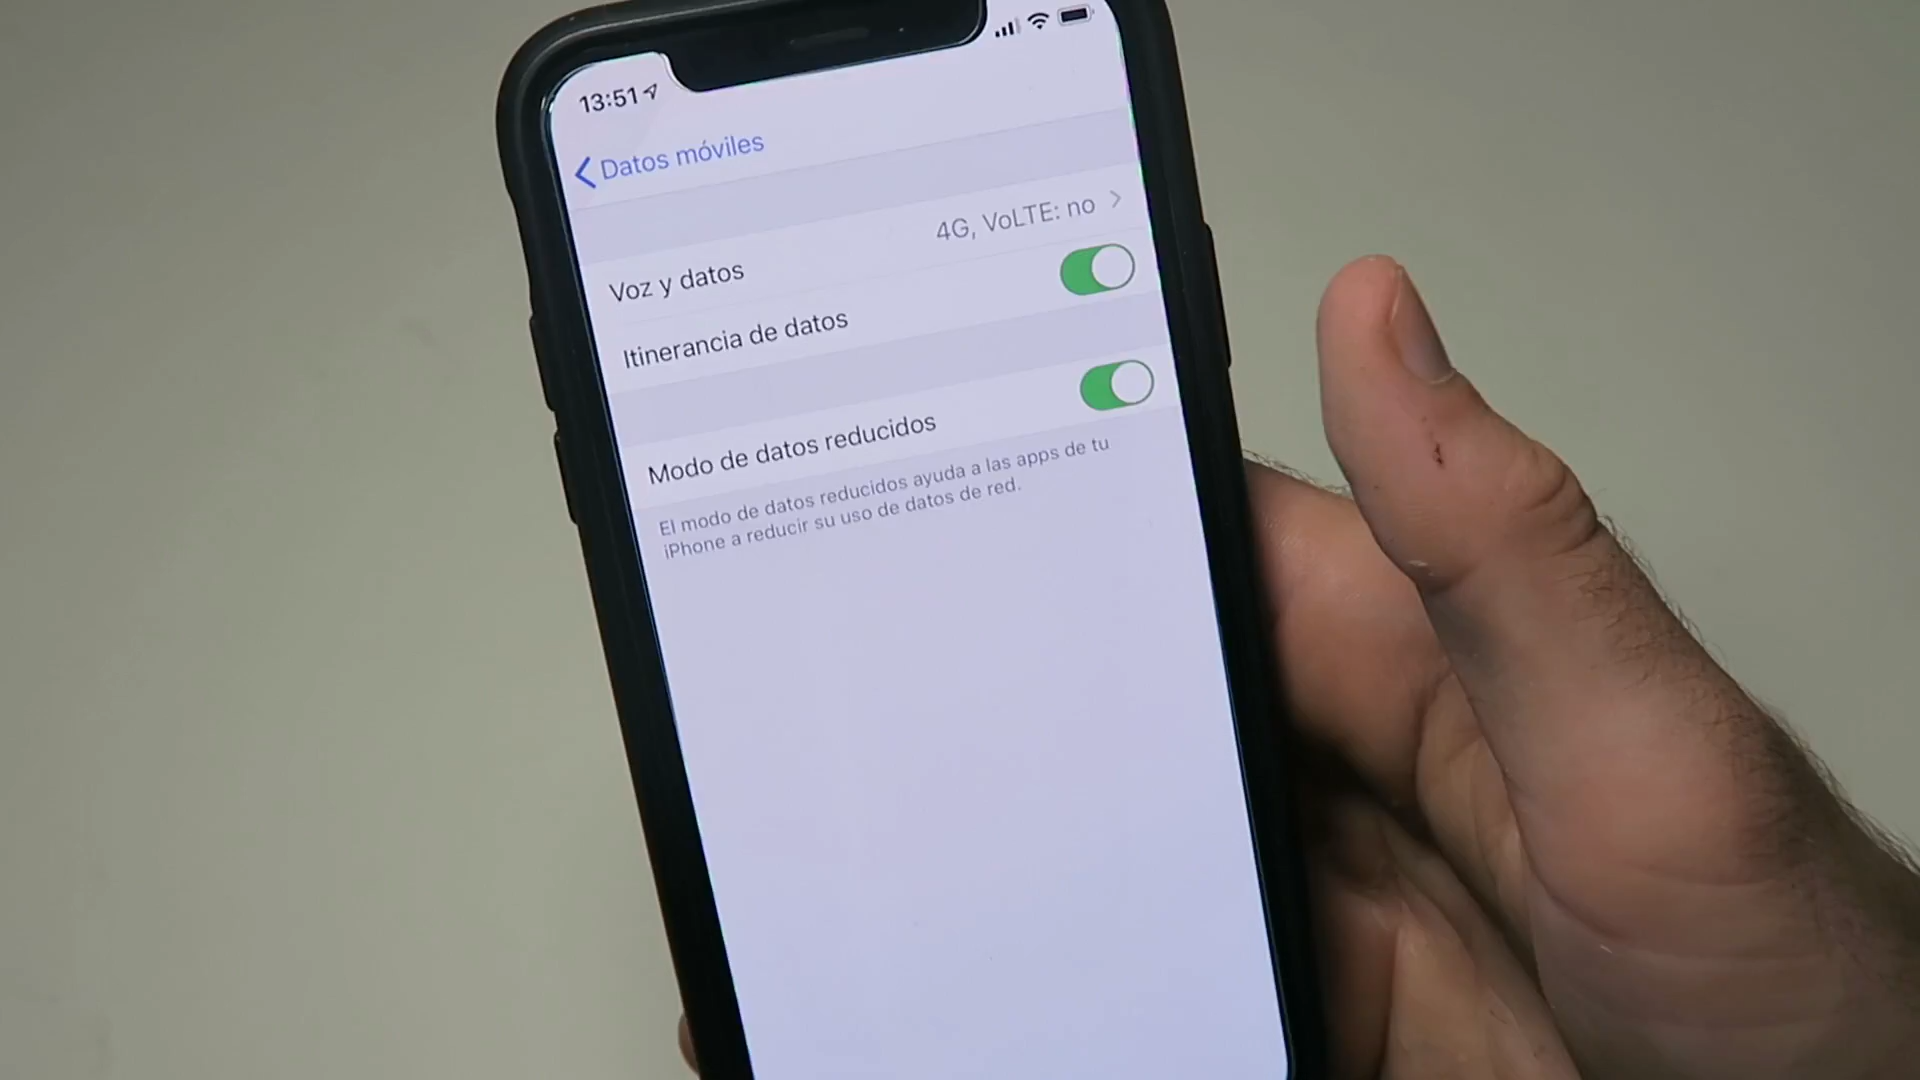 13:51
Datos móviles
Voz y datos 4G, VoLTE: no
Itinerancia de datos
Modo de datos reducidos
El modo de datos reducidos ayuda a las apps de tu
iPhone a reducir su uso de datos de red.